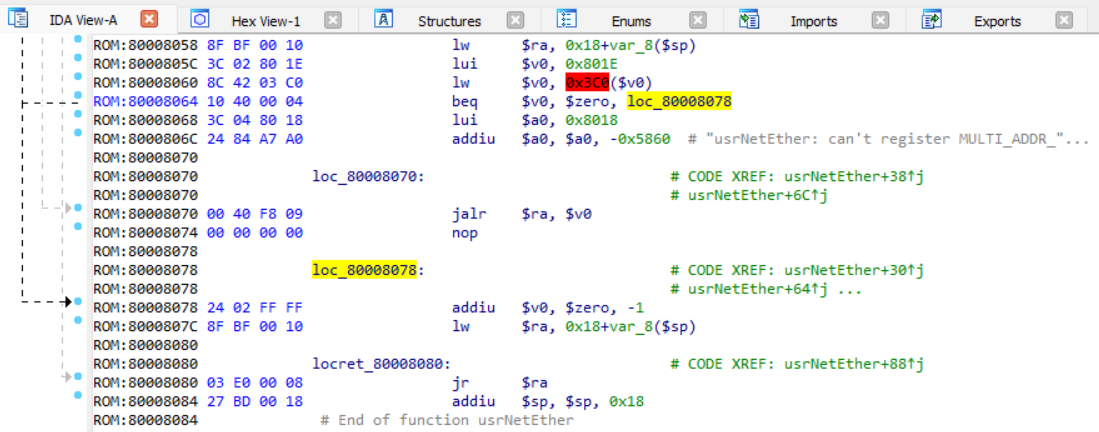 IDA View-A Hex View-1 Structures Enums Imports Exports
ROM:80008058 8F BF 00 10 lw $ra, 0x18+var_8($sp)
ROM:8000805C 3C 02 80 1E lui $v0, 0x801E
ROM:80008060 8C 42 03 C0 lw $v0, 0x3C0($v0)
ROM:80008064 10 40 00 04 beq $v0, $zero, loc_80008078
ROM:80008068 3C 04 80 18 lui $a0, 0x8018
ROM:8000806C 24 84 A7 A0 addiu $a0, $a0, -0x5860 # "usrNetEther: can't register MULTI_ADDR_"...
ROM:80008070
ROM:80008070 loc_80008070: # CODE XREF: usrNetEther+38↑j
ROM:80008070 # usrNetEther+6C↑j
ROM:80008070 00 40 F8 09 jalr $ra, $v0
ROM:80008074 00 00 00 00 nop
ROM:80008078
ROM:80008078 loc_80008078: # CODE XREF: usrNetEther+30↑j
ROM:80008078 # usrNetEther+64↑j ...
ROM:80008078 24 02 FF FF addiu $v0, $zero, -1
ROM:8000807C 8F BF 00 10 lw $ra, 0x18+var_8($sp)
ROM:80008080
ROM:80008080 locret_80008080: # CODE XREF: usrNetEther+88↑j
ROM:80008080 03 E0 00 08 jr $ra
ROM:80008084 27 BD 00 18 addiu $sp, $sp, 0x18
ROM:80008084 # End of function usrNetEther